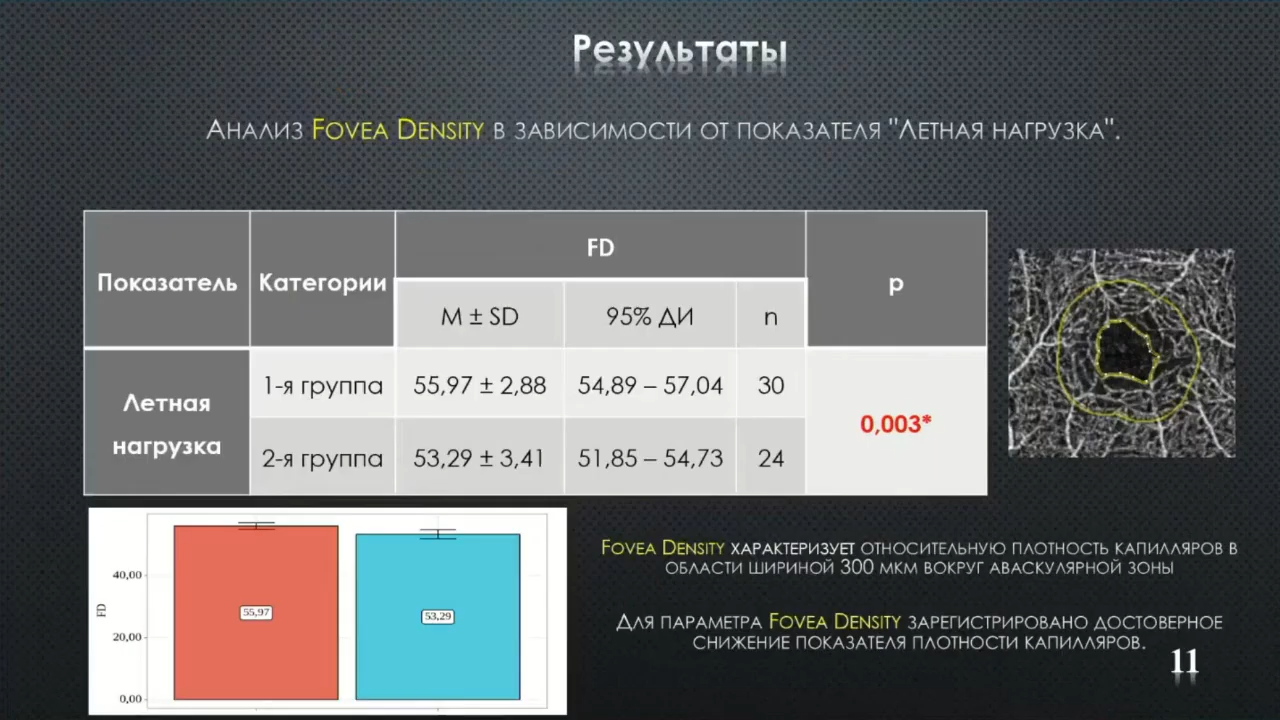 Результаты
Анализ Fovea Density в зависимости от показателя "Летная нагрузка".
Показатель Категории FD p
M ± SD 95% ДИ n
Летная нагрузка
1-я группа 55,97 ± 2,88 54,89 – 57,04 30
0,003*
2-я группа 53,29 ± 3,41 51,85 – 54,73 24
FD
40,00
20,00
0,00
55,97
53,29
Fovea Density характеризует относительную плотность капилляров в
области шириной 300 мкм вокруг аваскулярной зоны
Для параметра Fovea Density зарегистрировано достоверное
снижение показателя плотности капилляров.
11